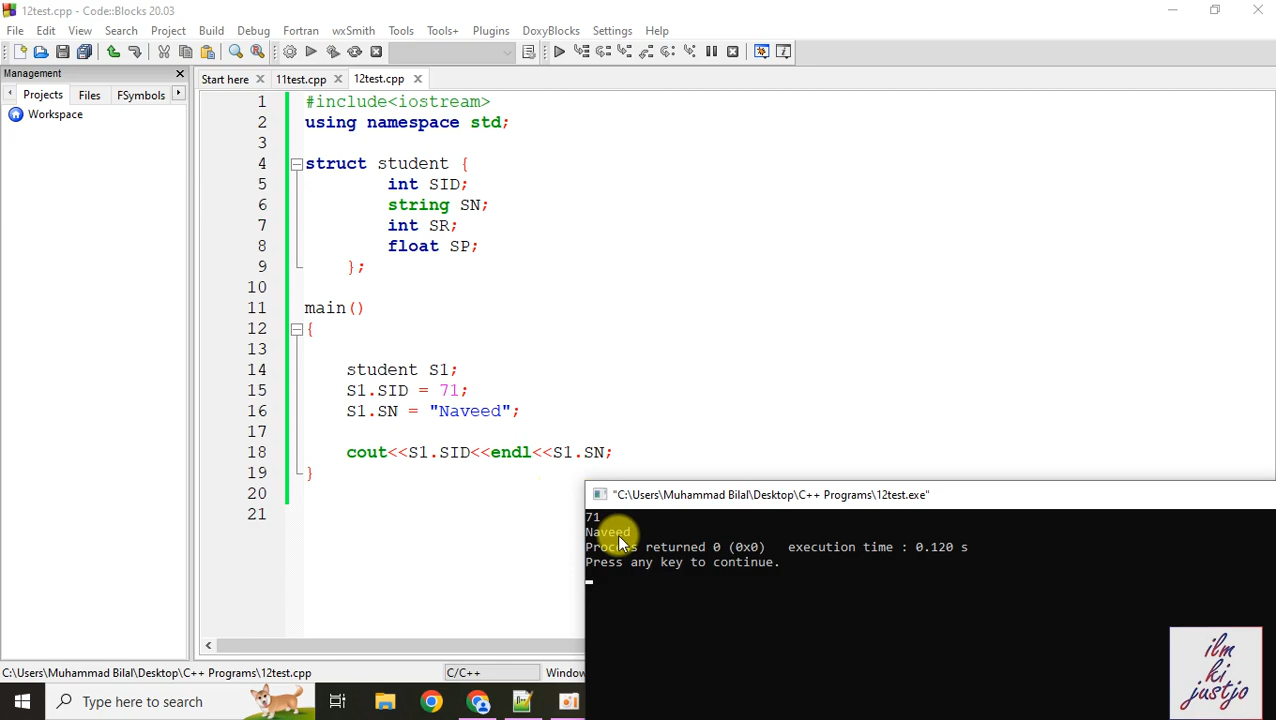 12test.cpp - Code::Blocks 20.03
File Edit View Search Project Build Debug Fortran wxSmith Tools Tools+ Plugins DoxyBlocks Settings Help
Management
Start here 11test.cpp 12test.cpp
Projects Files FSymbols
Workspace
1 #include<iostream>
2 using namespace std;
3
4 struct student {
5 int SID;
6 string SN;
7 int SR;
8 float SP;
9 };
10
11 main()
12 {
13
14 student S1;
15 S1.SID = 71;
16 S1.SN = "Naveed";
17
18 cout<<S1.SID<<endl<<S1.SN;
19 }
20
21
"C:\Users\Muhammad Bilal\Desktop\C++ Programs\12test.exe"
71
Naveed
Process returned 0 (0x0) execution time : 0.120 s
Press any key to continue.
C:\Users\Muhammad Bilal\Desktop\C++ Programs\12test.cpp C/C++ Window
Type here to search
ilm
ki
justjo